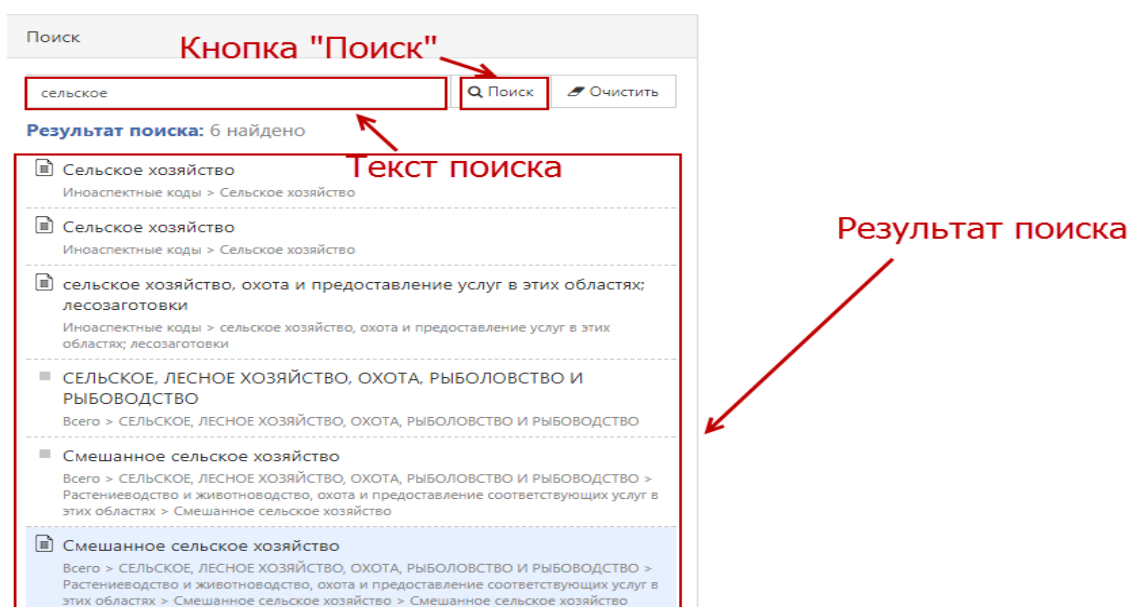 Поиск
Кнопка "Поиск"
сельское
Поиск
Очистить
Результат поиска: 6 найдено
Текст поиска
Сельское хозяйство
Иноаспектные коды > Сельское хозяйство
Сельское хозяйство
Иноаспектные коды > Сельское хозяйство
Результат поиска
сельское хозяйство, охота и предоставление услуг в этих областях;
лесозаготовки
Иноаспектные коды > сельское хозяйство, охота и предоставление услуг в этих
областях; лесозаготовки
СЕЛЬСКОЕ, ЛЕСНОЕ ХОЗЯЙСТВО, ОХОТА, РЫБОЛОВСТВО И
РЫБОВОДСТВО
Всего > СЕЛЬСКОЕ, ЛЕСНОЕ ХОЗЯЙСТВО, ОХОТА, РЫБОЛОВСТВО И РЫБОВОДСТВО
Смешанное сельское хозяйство
Всего > СЕЛЬСКОЕ, ЛЕСНОЕ ХОЗЯЙСТВО, ОХОТА, РЫБОЛОВСТВО И РЫБОВОДСТВО >
Растениеводство и животноводство, охота и предоставление соответствующих услуг в
этих областях > Смешанное сельское хозяйство
Смешанное сельское хозяйство
Всего > СЕЛЬСКОЕ, ЛЕСНОЕ ХОЗЯЙСТВО, ОХОТА, РЫБОЛОВСТВО И РЫБОВОДСТВО >
Растениеводство и животноводство, охота и предоставление соответствующих услуг в
этих областях > Смешанное сельское хозяйство > Смешанное сельское хозяйство